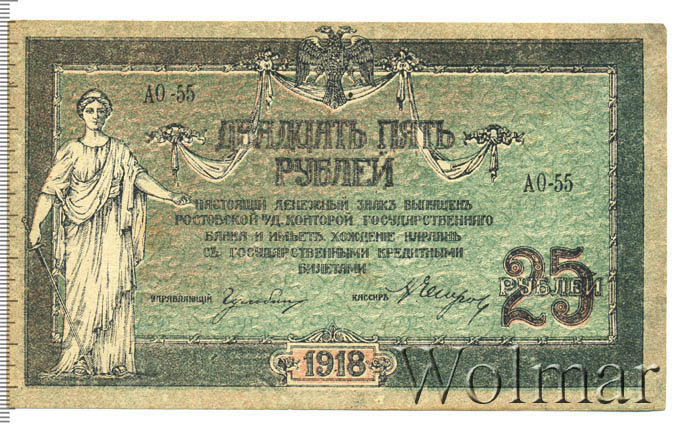 АО-55
ДВАДЦАТЬ ПЯТЬ
РУБЛЕЙ
АО-55
НАСТОЯЩІЙ ДЕНЕЖНЫЙ ЗНАКЪ ВЫПУЩЕНЪ
РОСТОВСКОЙ Н/Д. КОНТОРОЙ ГОСУДАРСТВЕННАГО
БАНКА И ИМѢЕТЪ ХОЖДЕНІЕ НАРАВНѢ
СЪ ГОСУДАРСТВЕННЫМИ КРЕДИТНЫМИ
БИЛЕТАМИ
УПРАВЛЯЮЩІЙ
КАССИРЪ
25
РУБЛЕЙ
1918
Wolmar